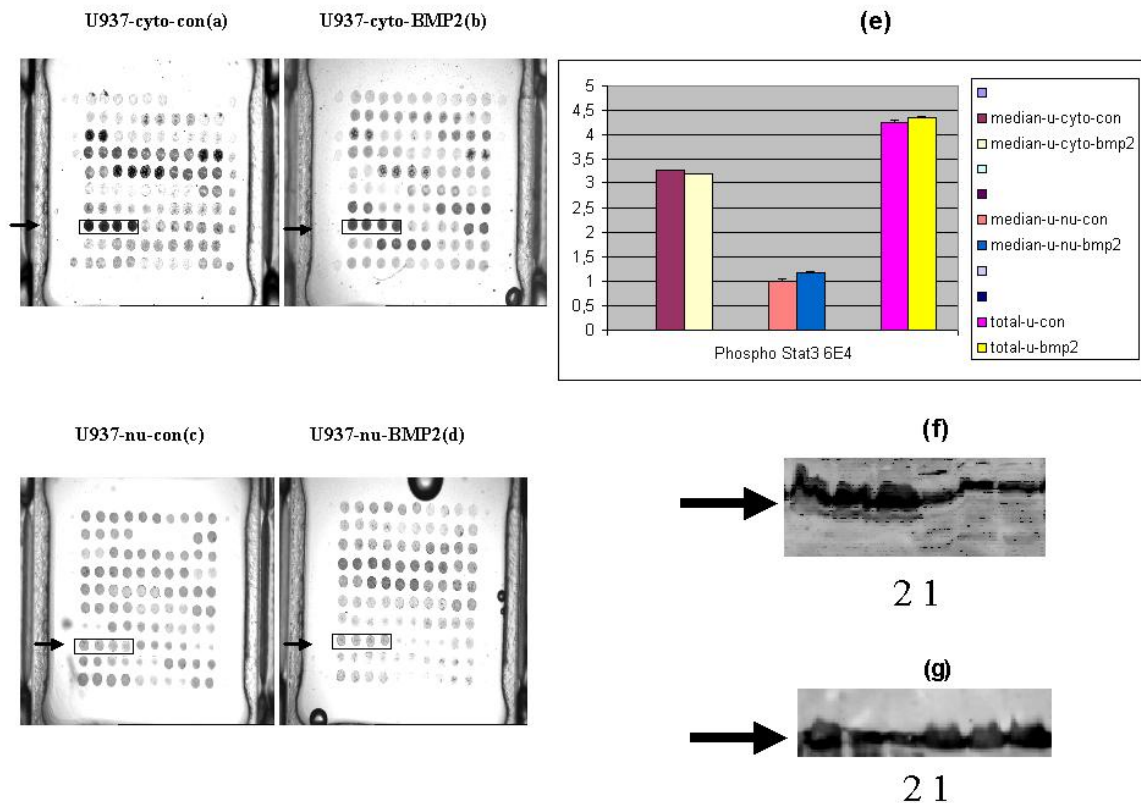 U937-cyto-con(a)
U937-cyto-BMP2(b)
(e)
5
4,5
4
3,5
3
2,5
2
1,5
1
0,5
0
Phospho Stat3 6E4
median-u-cyto-con
median-u-cyto-bmp2
median-u-nu-con
median-u-nu-bmp2
total-u-con
total-u-bmp2
U937-nu-con(c)
U937-nu-BMP2(d)
(f)
2 1
(g)
2 1